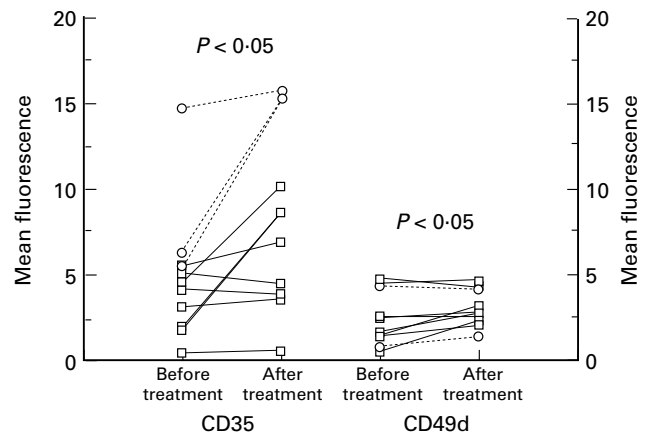 20
20
P < 0·05
15
15
Mean fluorescence
Mean fluorescence
10
10
P < 0·05
5
5
0
0
Before treatment
After treatment
Before treatment
After treatment
CD35
CD49d